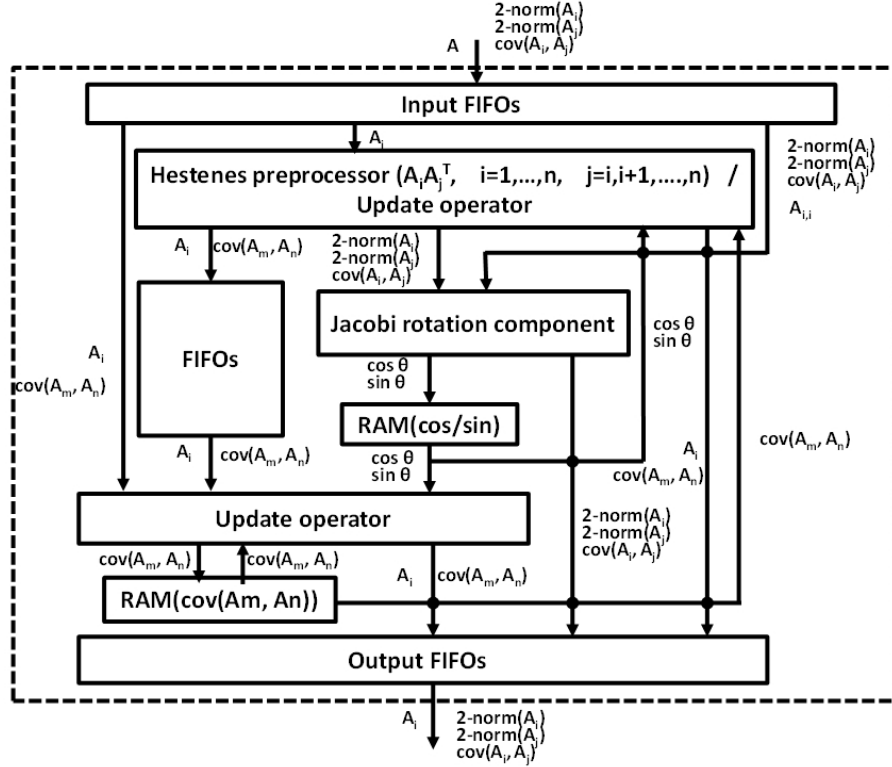 2-norm(Ai)
2-norm(Aj)
A cov(Ai, Aj)
Input FIFOs
Ai
2-norm(Ai)
2-norm(Aj)
cov(Ai, Aj)
Ai,i
Hestenes preprocessor (AiAjT, i=1,...,n, j=i,i+1,....,n) /
Update operator
Ai cov(Am, An)
2-norm(Ai)
2-norm(Aj)
cov(Ai, Aj)
FIFOs
Jacobi rotation component
cos θ
sin θ
Ai
cov(Am, An)
cos θ
sin θ
RAM(cos/sin)
Ai cov(Am, An)
cos θ
sin θ
Ai
cov(Am, An)
cov(Am, An)
Update operator
2-norm(Ai)
2-norm(Aj)
cov(Ai, Aj)
cov(Am, An) cov(Am, An)
Ai cov(Am, An)
RAM(cov(Am, An))
Output FIFOs
Ai 2-norm(Ai)
2-norm(Aj)
cov(Ai, Aj)